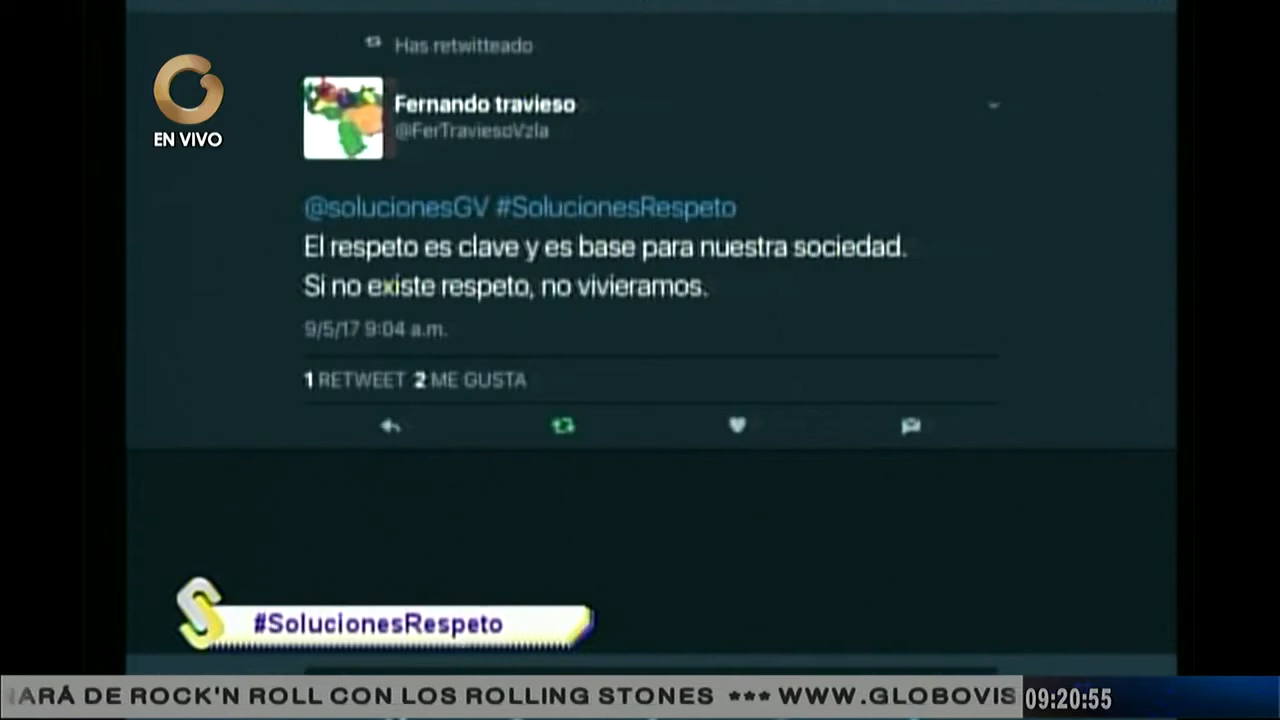 Has retwitteado
EN VIVO
Fernando travieso
@FerTraviesoVzla
@solucionesGV #SolucionesRespeto
El respeto es clave y es base para nuestra sociedad.
Si no existe respeto, no vivieramos.
9/5/17 9:04 a.m.
1 RETWEET 2 ME GUSTA
#SolucionesRespeto
ARÁ DE ROCK'N ROLL CON LOS ROLLING STONES *** WWW.GLOBOVIS
09:20:55